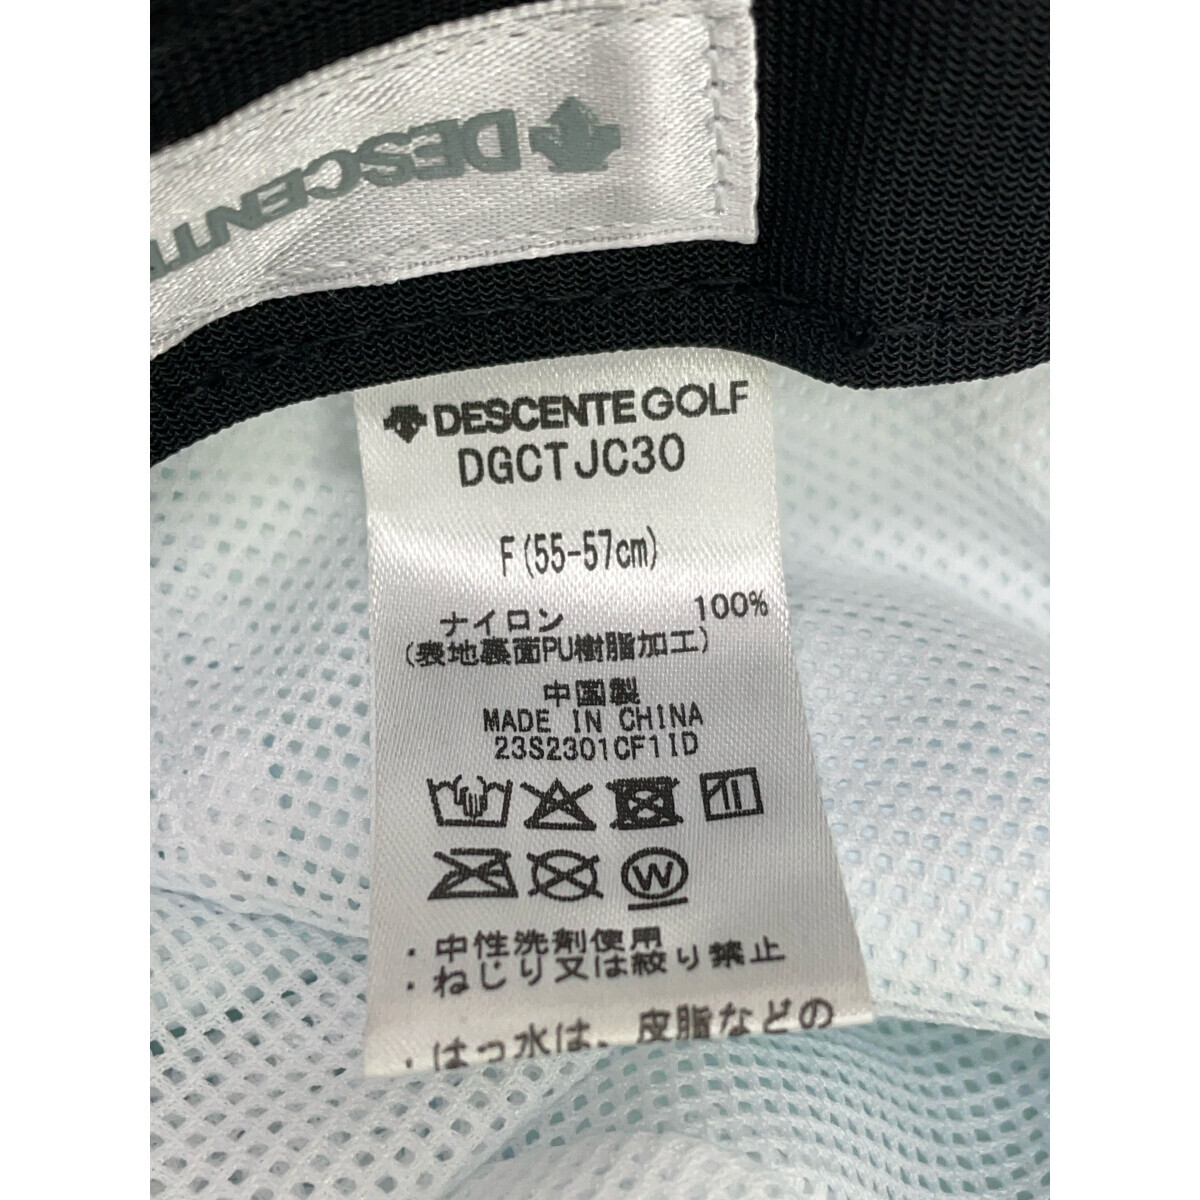 DESCENT
DESCENTE GOLF
DGCTJC30
F(55-57cm)
ナイロン 100%
(表地裏面PU樹脂加工)
中国製
MADE IN CHINA
23S2301CF1ID
W
・中性洗剤使用
・ねじり又は絞り禁止
・はっ水は、皮脂などの